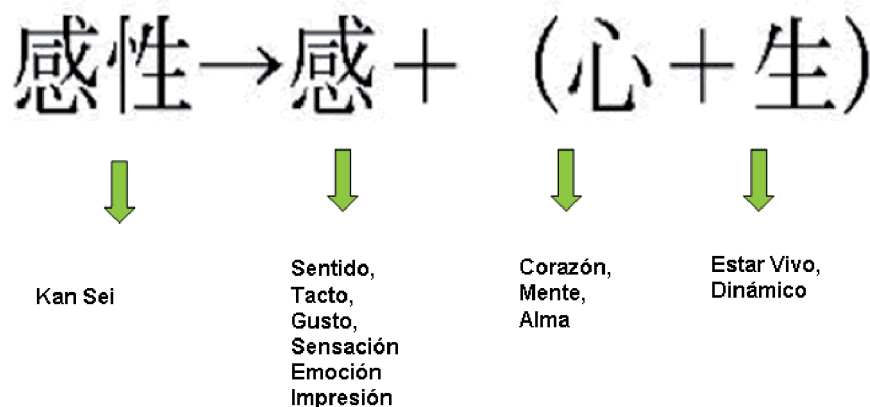 感性→感＋（心＋生）
Kan Sei
Sentido,
Tacto,
Gusto,
Sensación
Emoción
Impresión
Corazón,
Mente,
Alma
Estar Vivo,
Dinámico